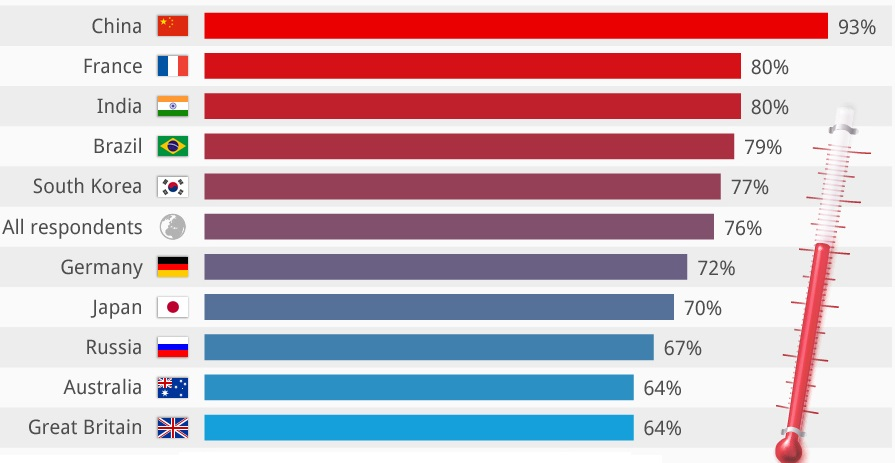 China 93%
France 80%
India 80%
Brazil 79%
South Korea 77%
All respondents 76%
Germany 72%
Japan 70%
Russia 67%
Australia 64%
Great Britain 64%